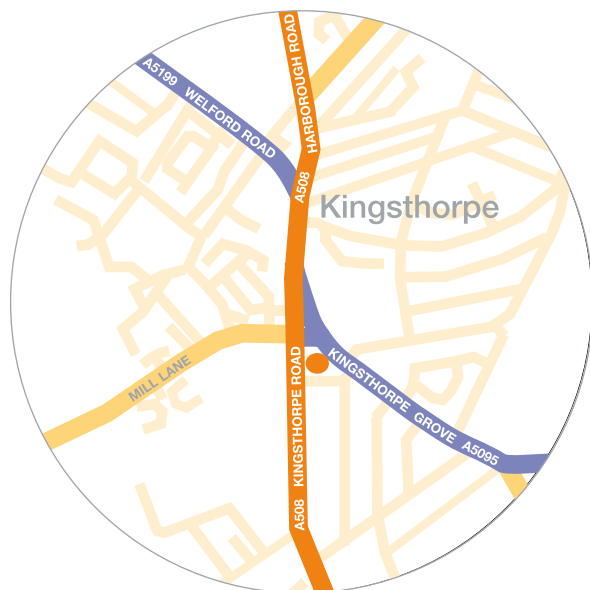 HARBOROUGH ROAD
A5199 WELFORD ROAD
A508
Kingsthorpe
MILL LANE
KINGSTHORPE ROAD
KINGSTHORPE GROVE A5095
A508